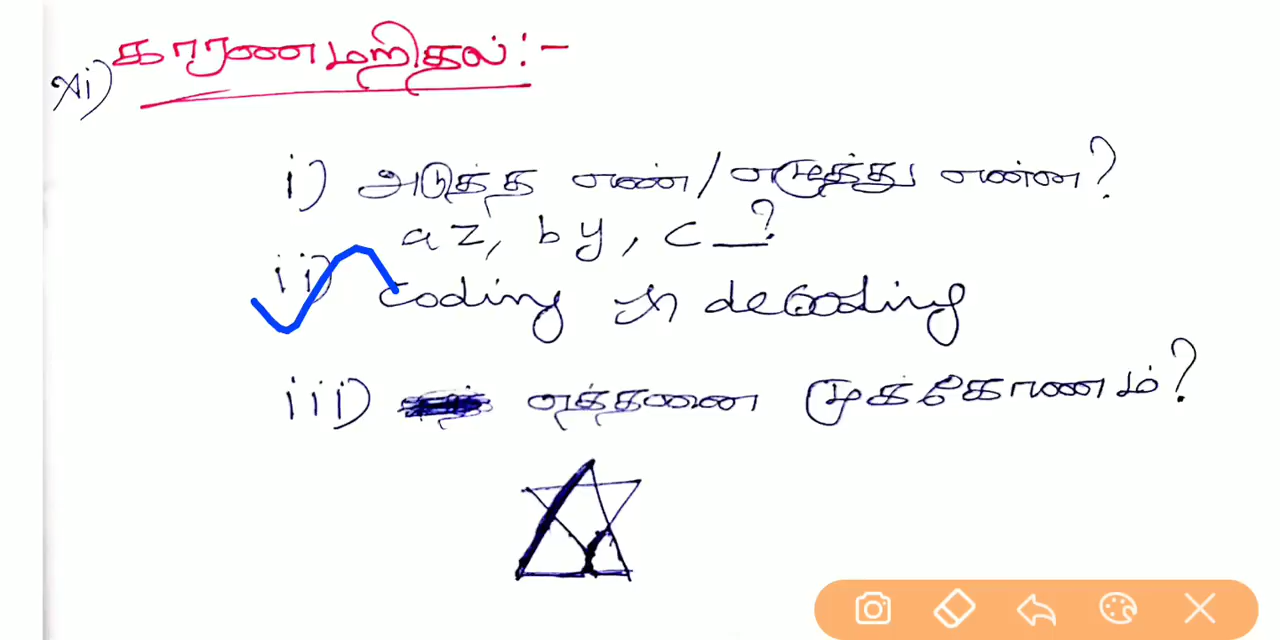 xi) காரணமறிதல் :-
i) அடுத்த எண்/எழுத்து என்ன?
az, by, c_?
ii) coding & decoding
iii) எத்தனை முக்கோணம்?